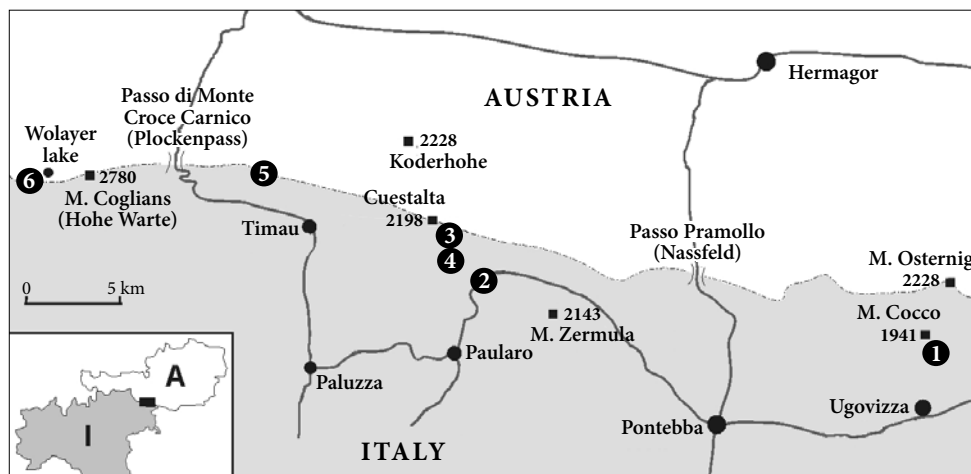 Hermagor
AUSTRIA
Passo di Monte
Croce Carnico
(Plockenpass)
Wolayer
lake
2228
Koderhohe
6
2780
M. Coglians
(Hohe Warte)
5
Cuestalta
2198
3
4
2
Timau
Passo Pramollo
(Nassfeld)
M. Osternig
2228
0
5 km
2143
M. Zermula
M. Cocco
1941
1
Paularo
Paluzza
A
I
ITALY
Pontebba
Ugovizza